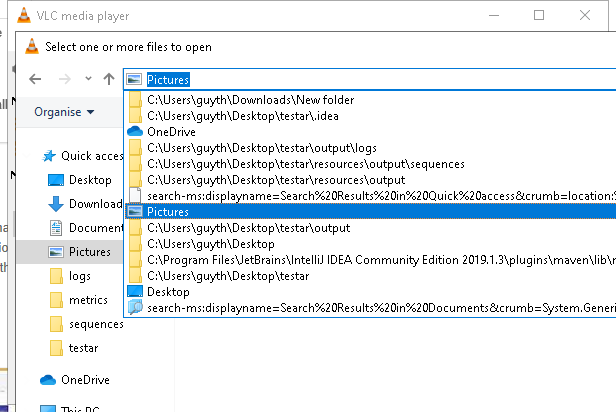 VLC media player
Select one or more files to open
Pictures
C:\Users\guyth\Downloads\New folder
C:\Users\guyth\Desktop\testar\.idea
OneDrive
C:\Users\guyth\Desktop\testar\output\logs
C:\Users\guyth\Desktop\testar\resources\output\sequences
C:\Users\guyth\Desktop\testar\resources\output
search-ms:displayname=Search%20Results%20in%20Quick%20access&crumb=location:
Pictures
C:\Users\guyth\Desktop\testar\output
C:\Users\guyth\Desktop
C:\Program Files\JetBrains\IntelliJ IDEA Community Edition 2019.1.3\plugins\maven\lib\
C:\Users\guyth\Desktop\testar
Desktop
search-ms:displayname=Search%20Results%20in%20Documents&crumb=System.Generi
Organise
Quick access
Desktop
Download
Document
Pictures
logs
metrics
sequences
testar
OneDrive
This PC